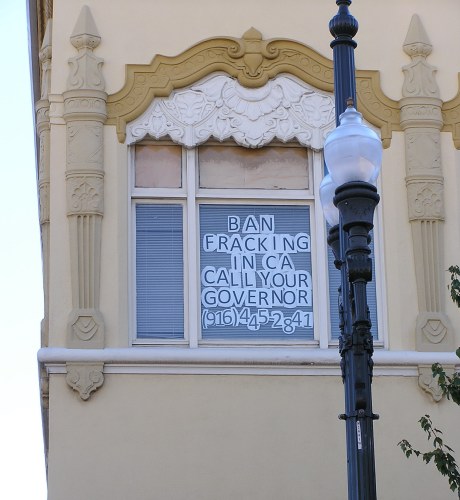 BAN
FRACKING
IN CA
CALL YOUR
GOVERNOR
(916)445-2841